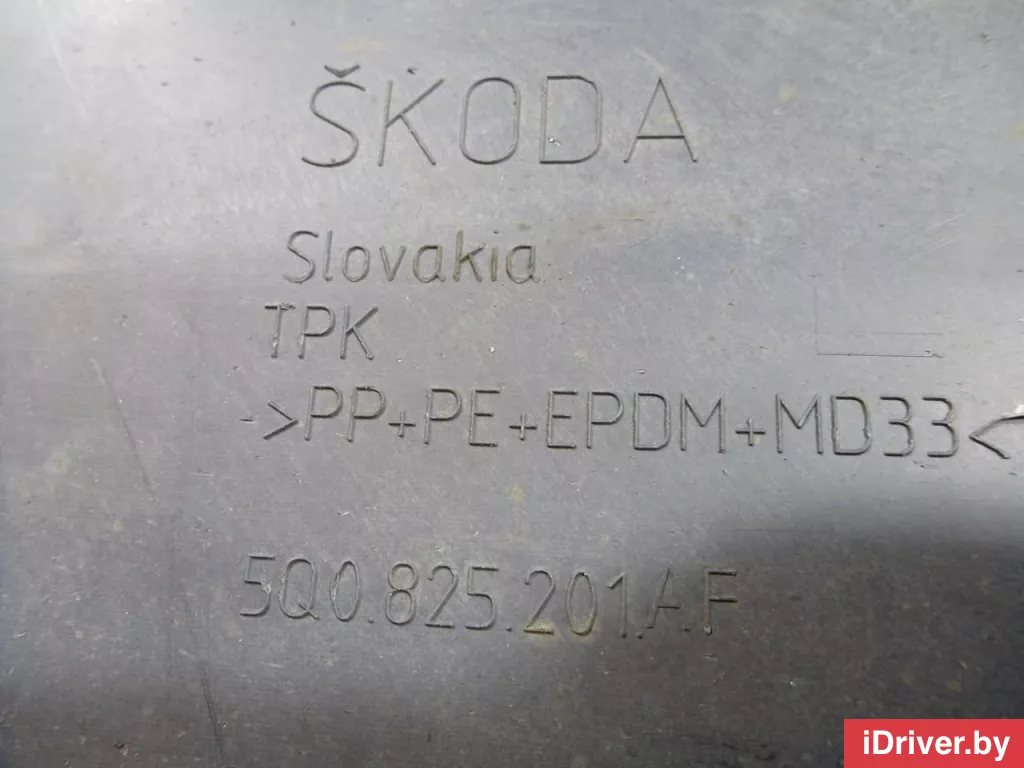 ŠKODA
Slovakia
TPK
>PP+PE+EPDM+MD33<
5Q0.825.201.A.F
iDriver.by